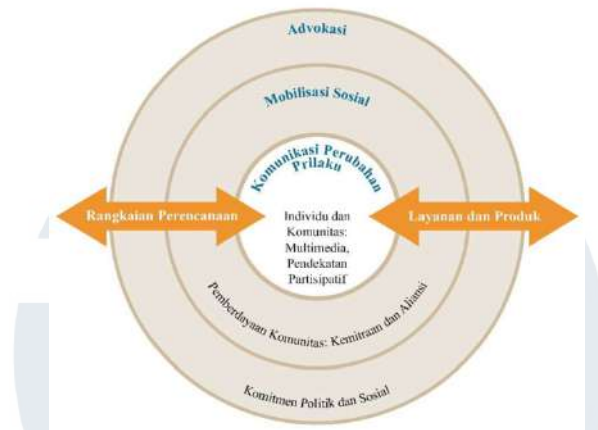 Advokasi
Mobilisasi Sosial
Komunikasi Perubahan
Prilaku
Rangkaian Perencanaan
Layanan dan Produk
Individu dan
Komunitas:
Multimedia,
Pendekatan
Partisipatif
Pemberdayaan Komunitas: Kemitraan dan Aliansi
Komitmen Politik dan Sosial